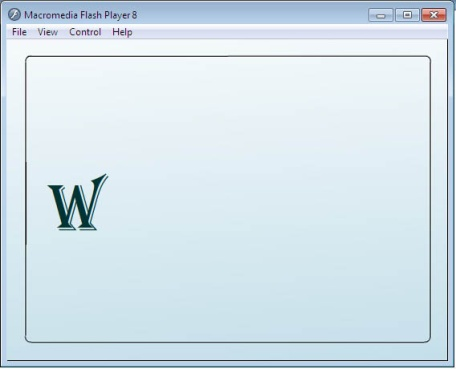 Macromedia Flash Player 8
File View Control Help
W